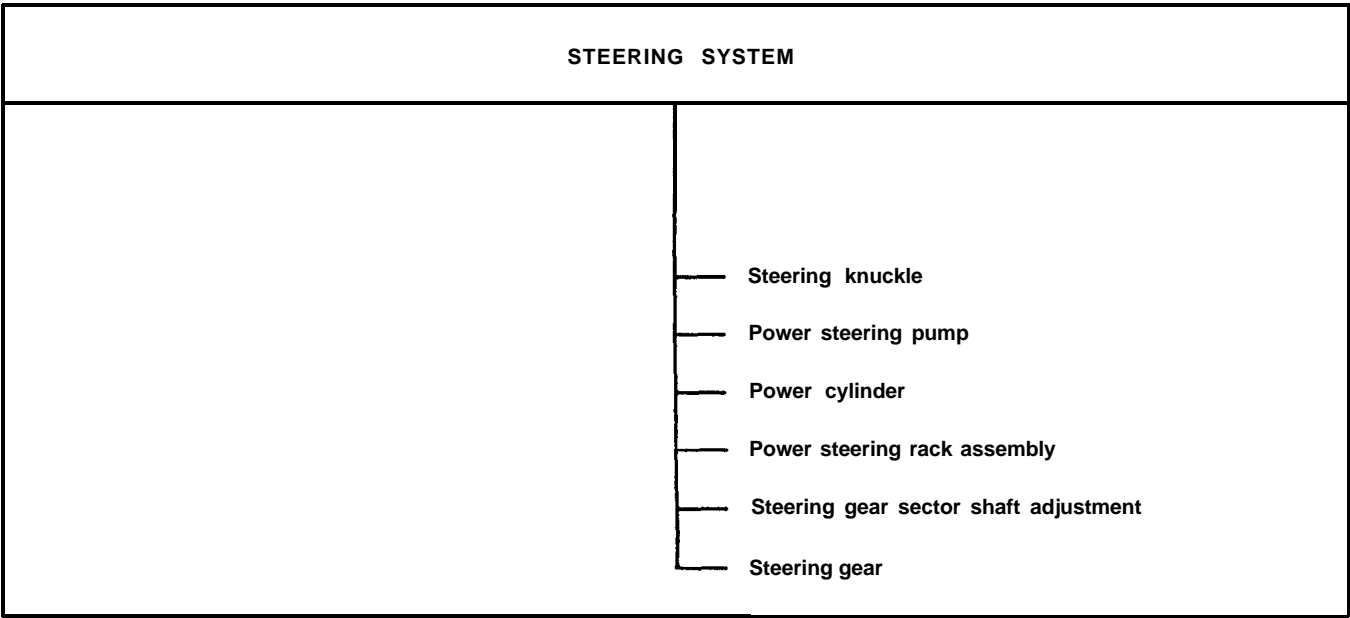 STEERING SYSTEM
Steering knuckle
Power steering pump
Power cylinder
Power steering rack assembly
Steering gear sector shaft adjustment
Steering gear